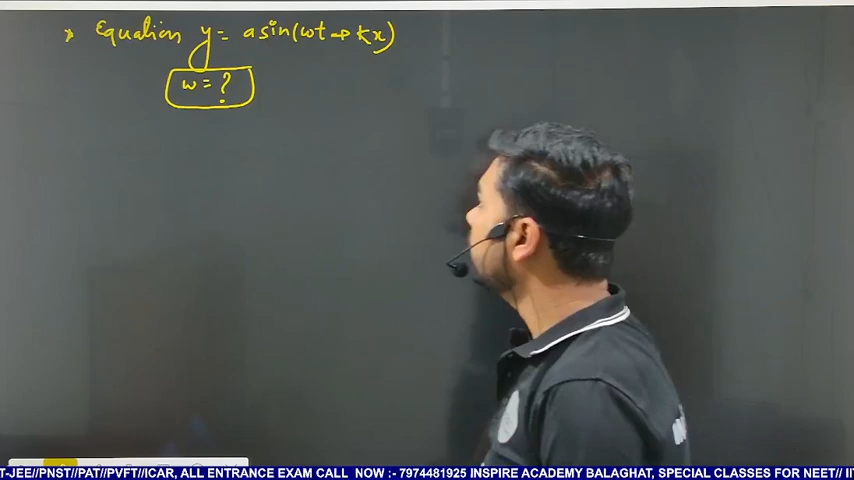 * Equation y = a sin(ωt → kx)
ω = ?
T-JEE//PNST//PAT//PVFT//ICAR, ALL ENTRANCE EXAM CALL NOW :- 7974481925 INSPIRE ACADEMY BALAGHAT, SPECIAL CLASSES FOR NEET// II